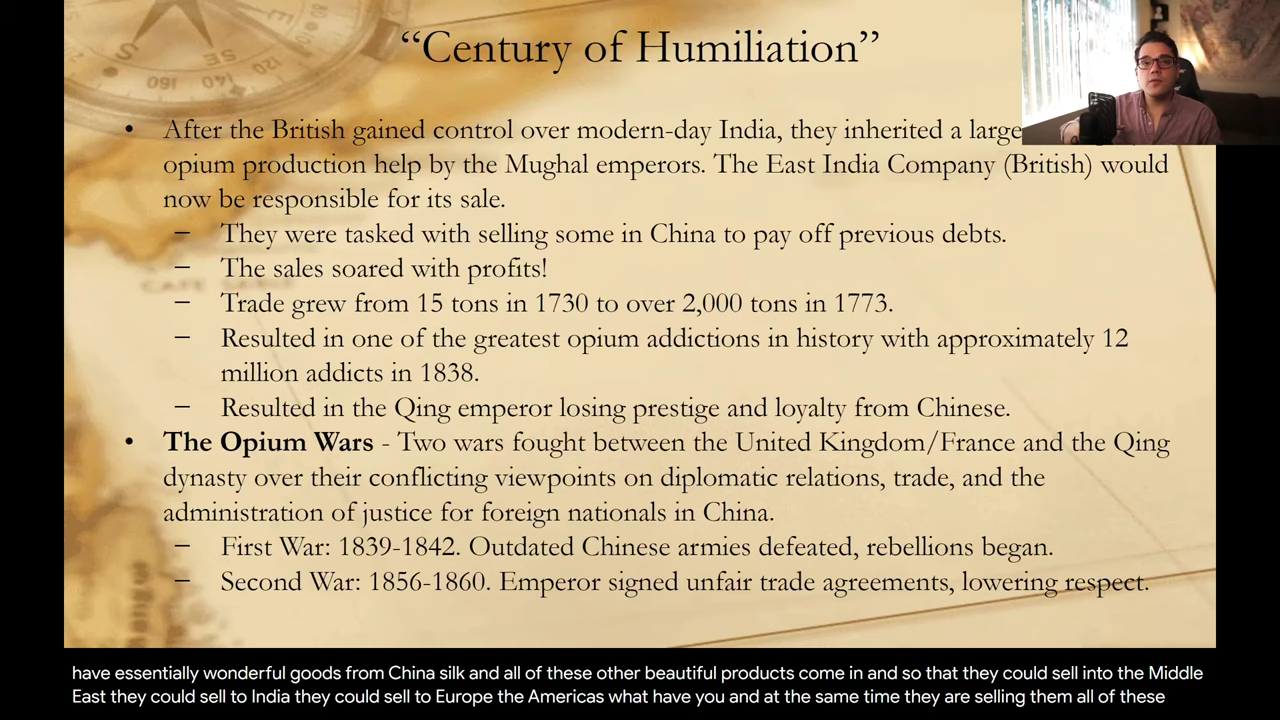 “Century of Humiliation”
• After the British gained control over modern-day India, they inherited a large
opium production help by the Mughal emperors. The East India Company (British) would
now be responsible for its sale.
– They were tasked with selling some in China to pay off previous debts.
– The sales soared with profits!
– Trade grew from 15 tons in 1730 to over 2,000 tons in 1773.
– Resulted in one of the greatest opium addictions in history with approximately 12
million addicts in 1838.
– Resulted in the Qing emperor losing prestige and loyalty from Chinese.
• The Opium Wars - Two wars fought between the United Kingdom/France and the Qing
dynasty over their conflicting viewpoints on diplomatic relations, trade, and the
administration of justice for foreign nationals in China.
– First War: 1839-1842. Outdated Chinese armies defeated, rebellions began.
– Second War: 1856-1860. Emperor signed unfair trade agreements, lowering respect.
have essentially wonderful goods from China silk and all of these other beautiful products come in and so that they could sell into the Middle
East they could sell to India they could sell to Europe the Americas what have you and at the same time they are selling them all of these